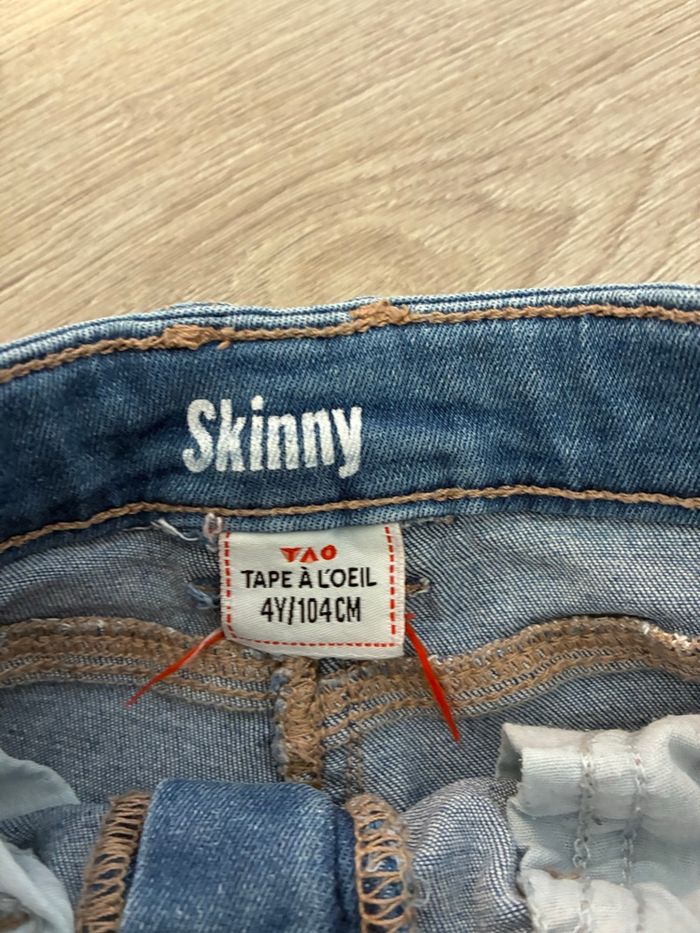 Skinny
TAO
TAPE À L'OEIL
4Y/104CM